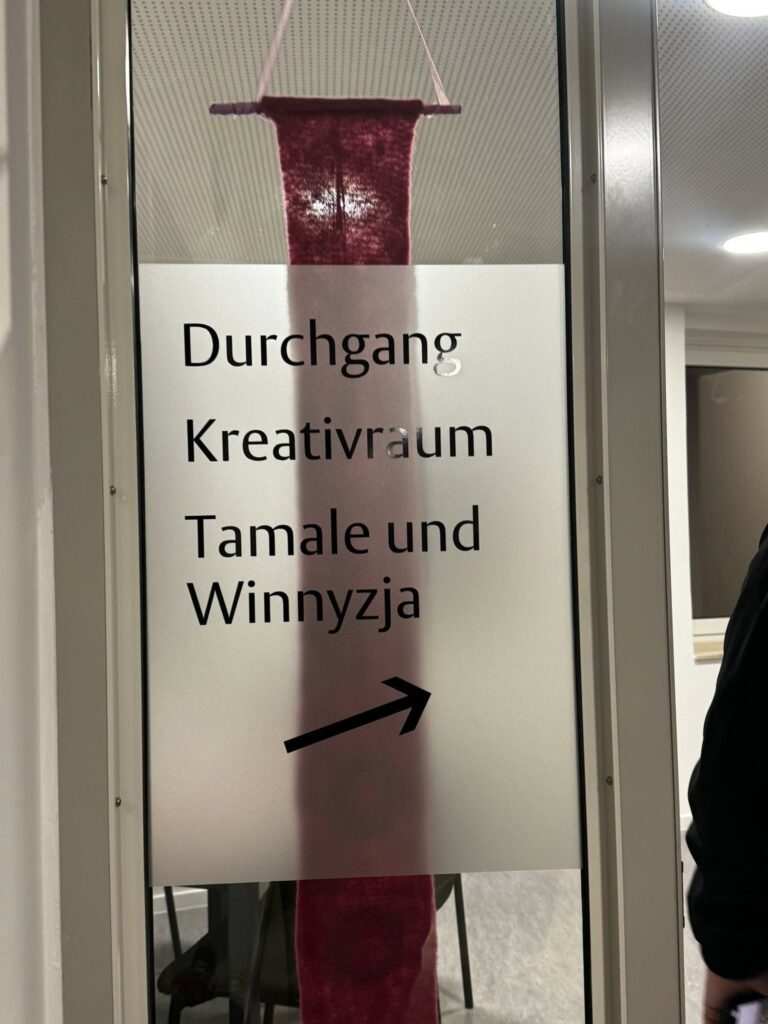 Durchgang
Kreativraum
Tamale und
Winnyzja